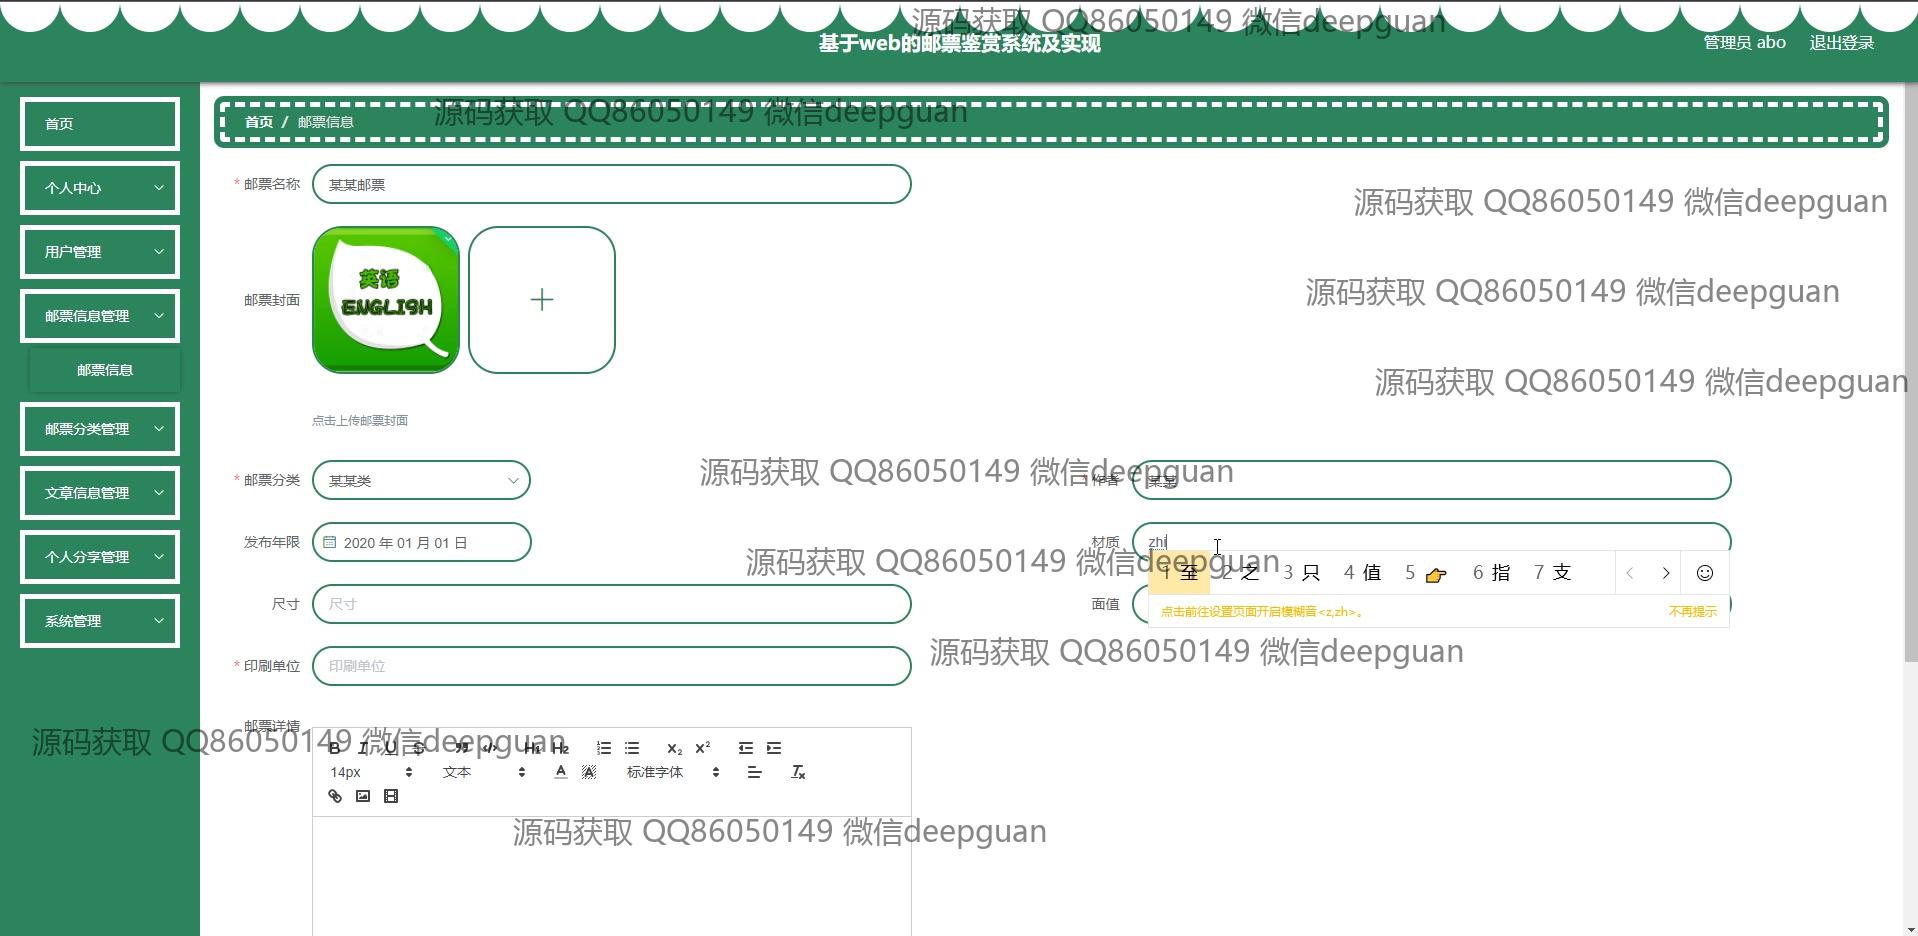 源码获取 QQ86050149 微信deepguan
基于web的邮票鉴赏系统及实现
管理员 abo
退出登录
首页
个人中心
用户管理
邮票信息管理
邮票信息
邮票分类管理
文章信息管理
个人分享管理
系统管理
源码获取 QQ86050149 微信deepguan
首页 / 邮票信息
* 邮票名称 某某邮票
源码获取 QQ86050149 微信deepguan
邮票封面
英语
ENGLISH
+
源码获取 QQ86050149 微信deepguan
源码获取 QQ86050149 微信deepguan
点击上传邮票封面
源码获取 QQ86050149 微信deepguan
* 邮票分类 某某类
* 作者 某某
发布年限 2020 年 01 月 01 日
材质 zhi
源码获取 QQ86050149 微信deepguan
1 至 2 之 3 只 4 值 5 👉 6 指 7 支
点击前往设置页面开启模糊音<z,zh>。 不再提示
尺寸 尺寸
面值
源码获取 QQ86050149 微信deepguan
* 印刷单位 印刷单位
邮票详情
源码获取 QQ86050149 微信deepguan
B I U S ” </> H1 H2 X₂ X²
14px 文本 A A 标准字体 Tx
源码获取 QQ86050149 微信deepguan